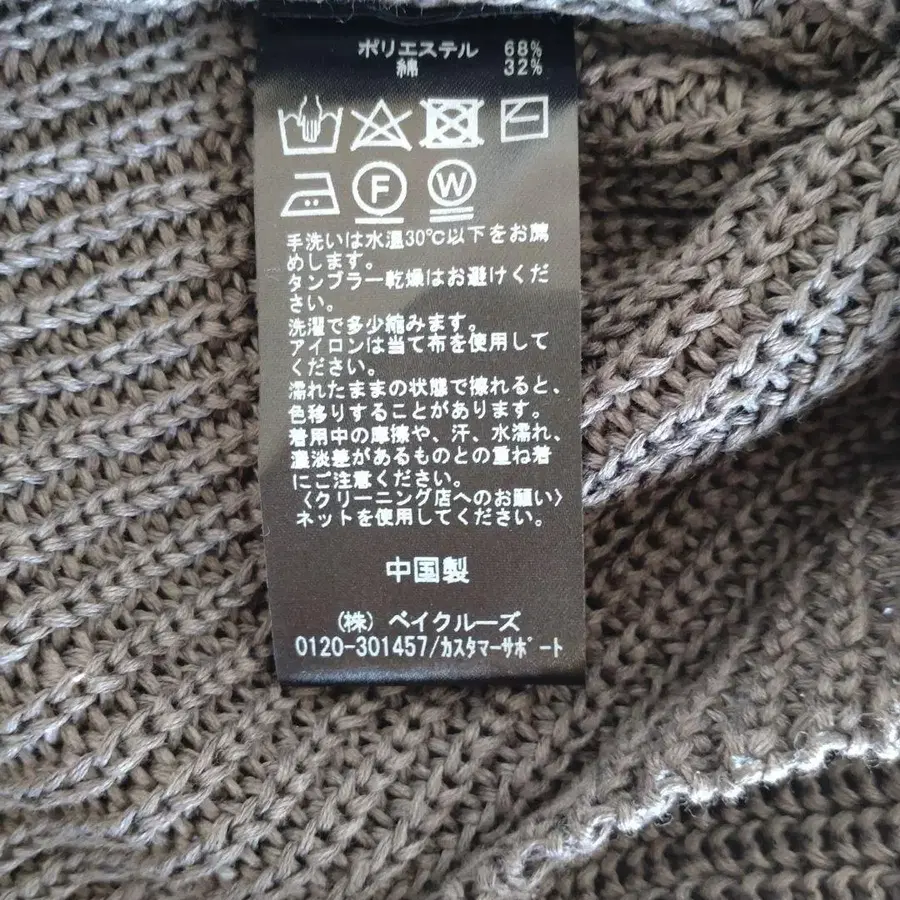 ポリエステル 68%
綿 32%
F W
手洗いは水温30℃以下をお薦
めします。
タンブラー乾燥はお避けくだ
さい。
洗濯で多少縮みます。
アイロンは当て布を使用して
ください。
濡れたままの状態で擦れると、
色移りすることがあります。
着用中の摩擦や、汗、水濡れ、
濃淡差があるものとの重ね着
にご注意ください。
〈クリーニング店へのお願い〉
ネットを使用してください。
中国製
(株) ベイクルーズ
0120-301457/カスタマーサポート